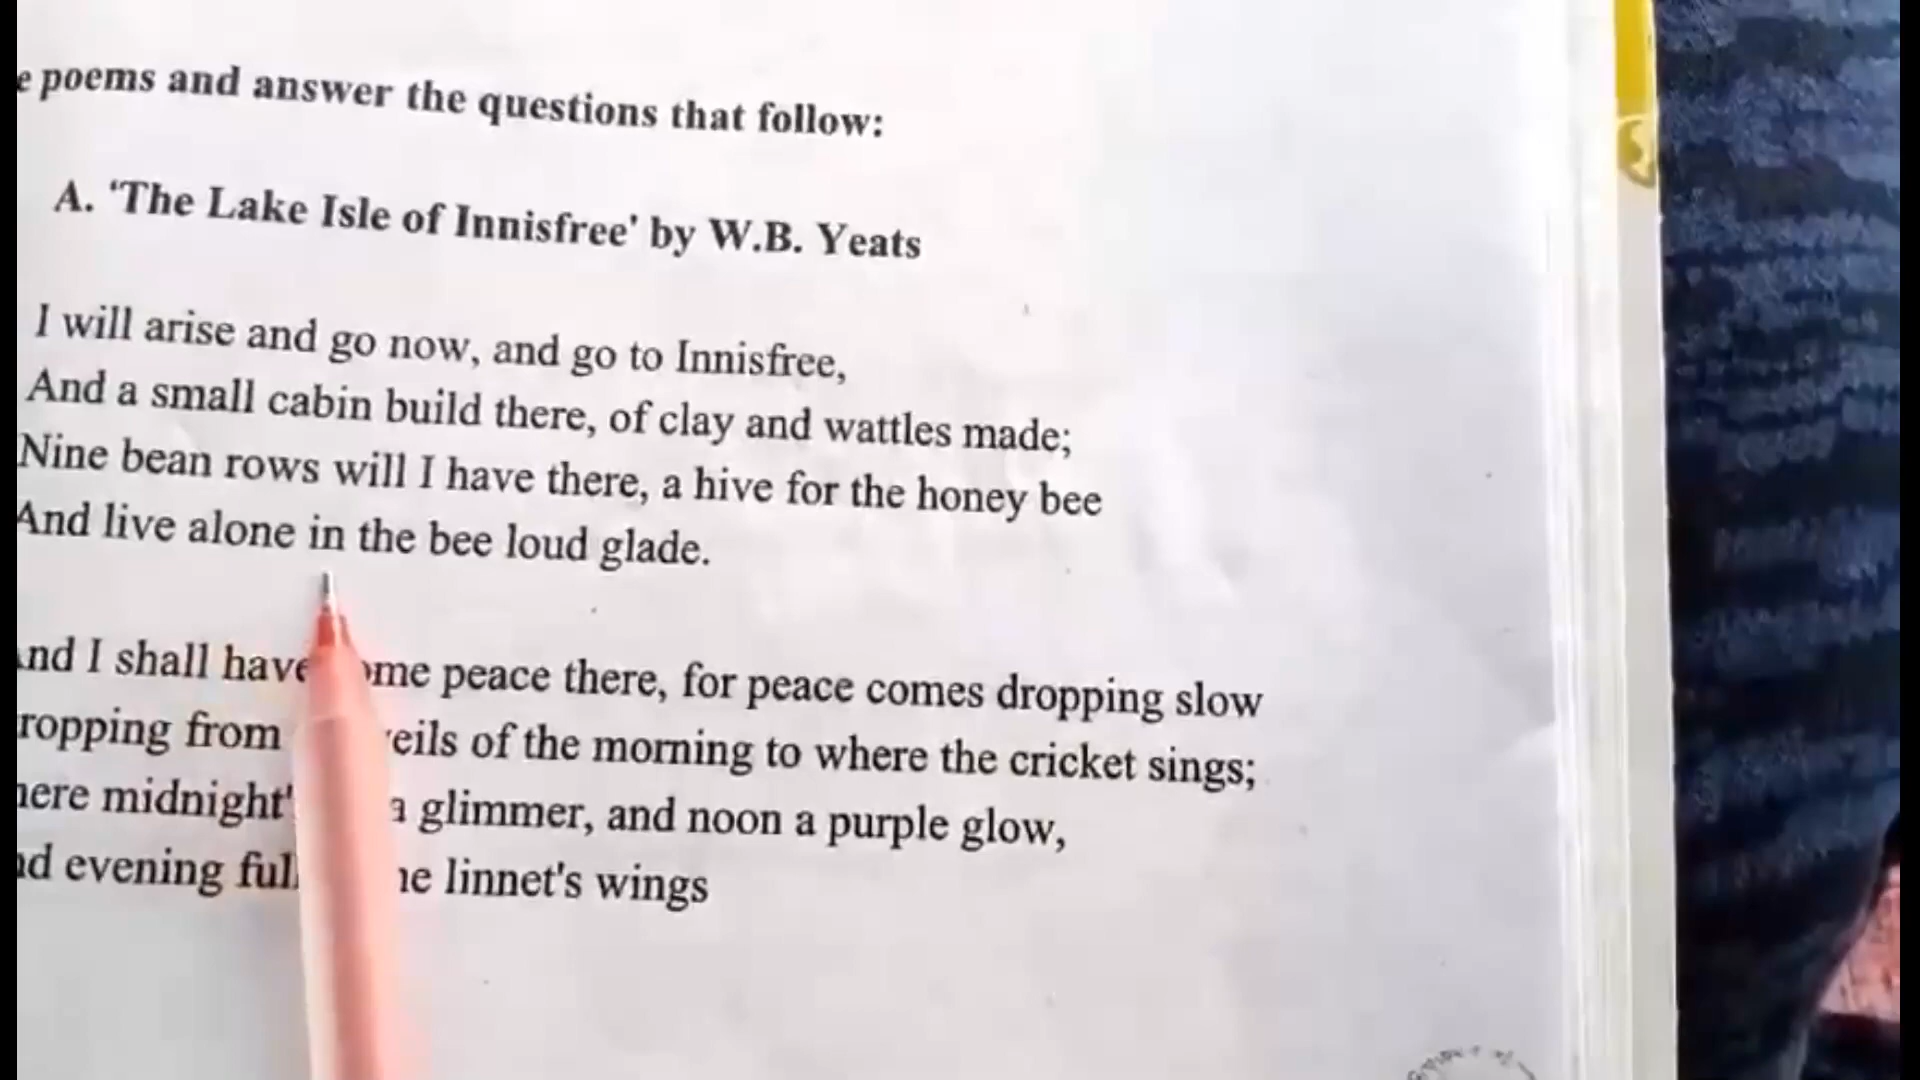 e poems and answer the questions that follow:
A. 'The Lake Isle of Innisfree' by W.B. Yeats
I will arise and go now, and go to Innisfree,
And a small cabin build there, of clay and wattles made;
Nine bean rows will I have there, a hive for the honey bee
And live alone in the bee loud glade.
nd I shall have ome peace there, for peace comes dropping slow
ropping from eils of the morning to where the cricket sings;
here midnight' a glimmer, and noon a purple glow,
nd evening full he linnet's wings